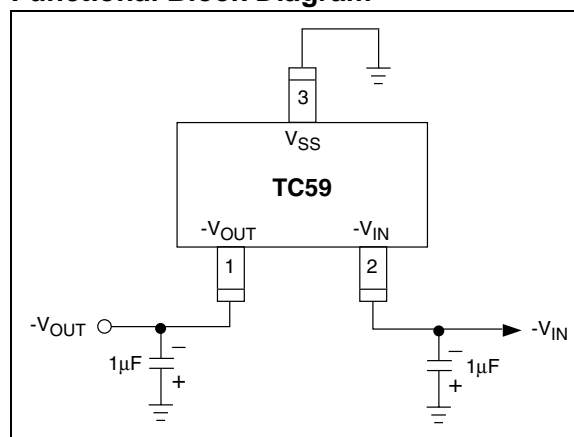 Functional Block Diagram
3
VSS
TC59
-VOUT
-VIN
1
2
-VOUT
-VIN
1µF
–
+
–
1µF
+